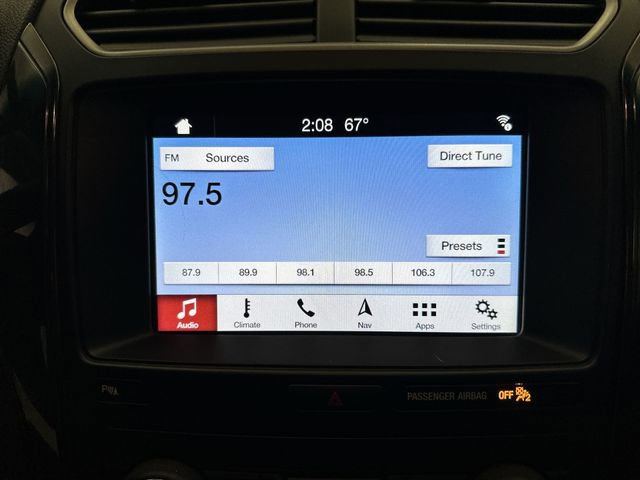 2:08 67°
FM Sources Direct Tune
97.5
Presets
87.9 89.9 98.1 98.5 106.3 107.9
Audio Climate Phone Nav Apps Settings
P PASSENGER AIRBAG OFF 2